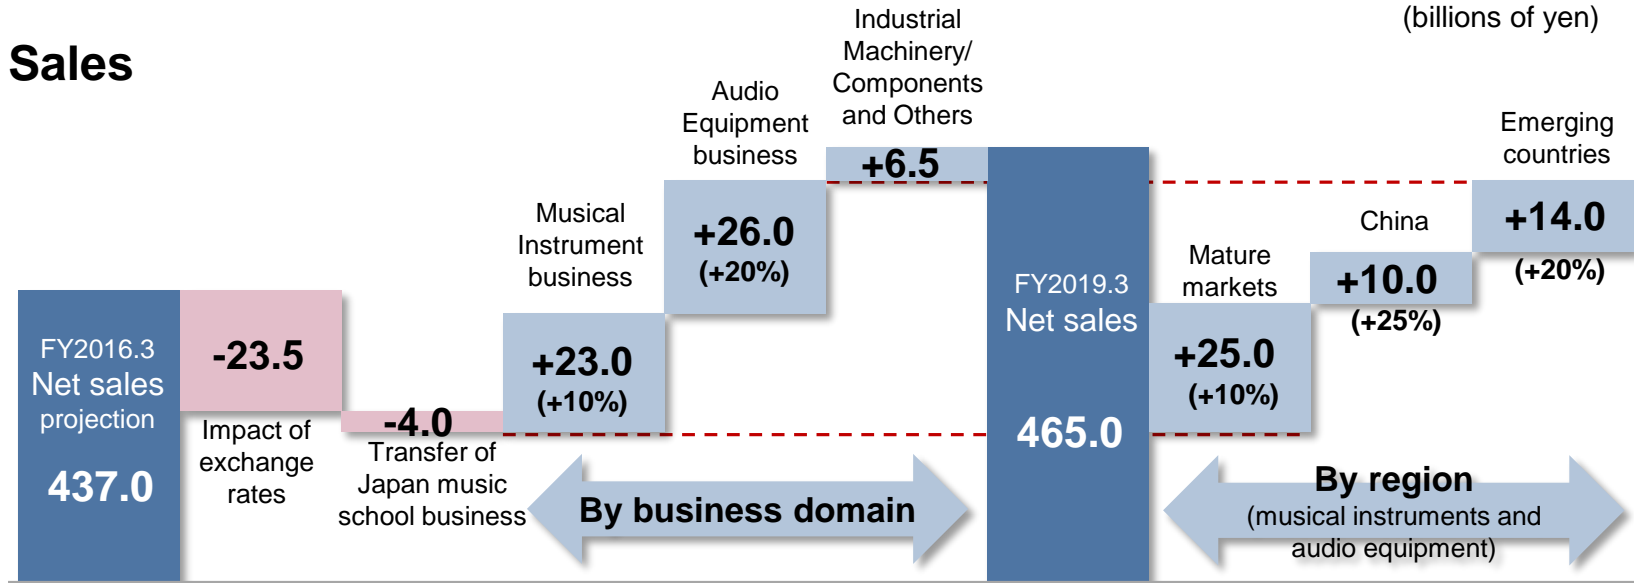 (billions of yen)
Sales
FY2016.3
Net sales
projection
437.0
-23.5
Impact of
exchange
rates
-4.0
Transfer of
Japan music
school business
Musical
Instrument
business
+23.0
(+10%)
Audio
Equipment
business
+26.0
(+20%)
Industrial
Machinery/
Components
and Others
+6.5
By business domain
FY2019.3
Net sales
465.0
Mature
markets
+25.0
(+10%)
China
+10.0
(+25%)
Emerging
countries
+14.0
(+20%)
By region
(musical instruments and
audio equipment)